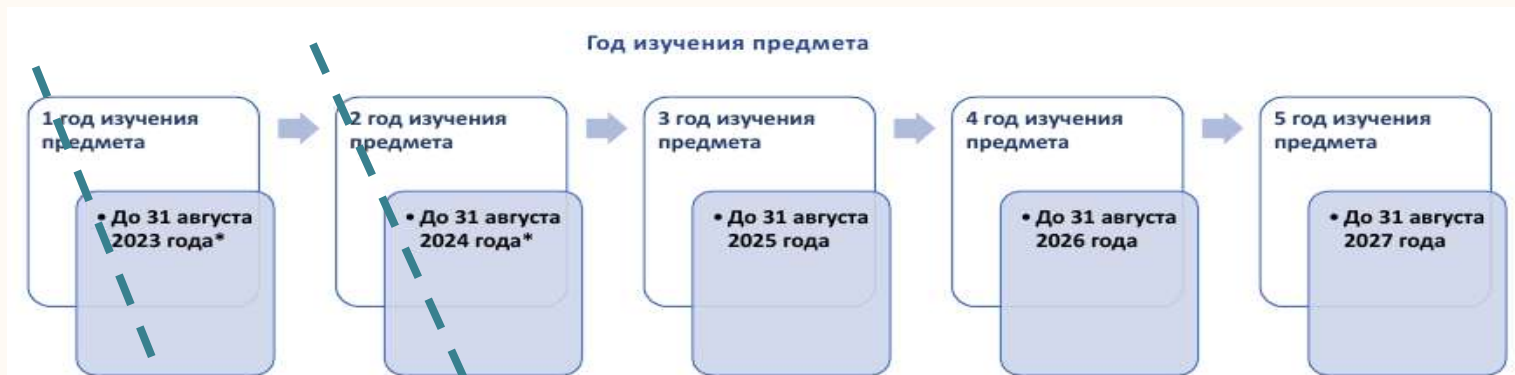 Год изучения предмета
1 год изучения
предмета
• До 31 августа
2023 года*
2 год изучения
предмета
• До 31 августа
2024 года*
3 год изучения
предмета
• До 31 августа
2025 года
4 год изучения
предмета
• До 31 августа
2026 года
5 год изучения
предмета
• До 31 августа
2027 года